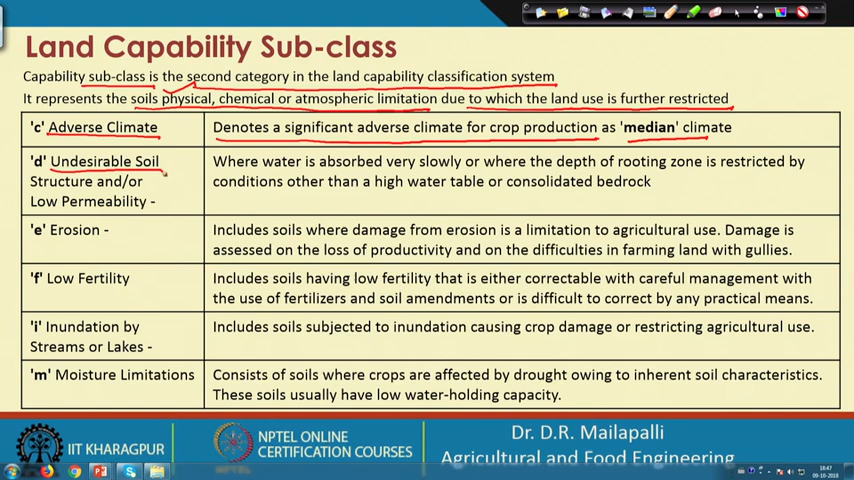 Land Capability Sub-class
Capability sub-class is the second category in the land capability classification system
It represents the soils physical, chemical or atmospheric limitation due to which the land use is further restricted
'c' Adverse Climate
Denotes a significant adverse climate for crop production as 'median' climate
'd' Undesirable Soil
Structure and/or
Low Permeability -
Where water is absorbed very slowly or where the depth of rooting zone is restricted by
conditions other than a high water table or consolidated bedrock
'e' Erosion -
Includes soils where damage from erosion is a limitation to agricultural use. Damage is
assessed on the loss of productivity and on the difficulties in farming land with gullies.
'f' Low Fertility
Includes soils having low fertility that is either correctable with careful management with
the use of fertilizers and soil amendments or is difficult to correct by any practical means.
'i' Inundation by
Streams or Lakes -
Includes soils subjected to inundation causing crop damage or restricting agricultural use.
'm' Moisture Limitations
Consists of soils where crops are affected by drought owing to inherent soil characteristics.
These soils usually have low water-holding capacity.
IIT KHARAGPUR
NPTEL ONLINE
CERTIFICATION COURSES
Dr. D.R. Mailapalli
Agricultural and Food Engineering
16:47
09-10-2018